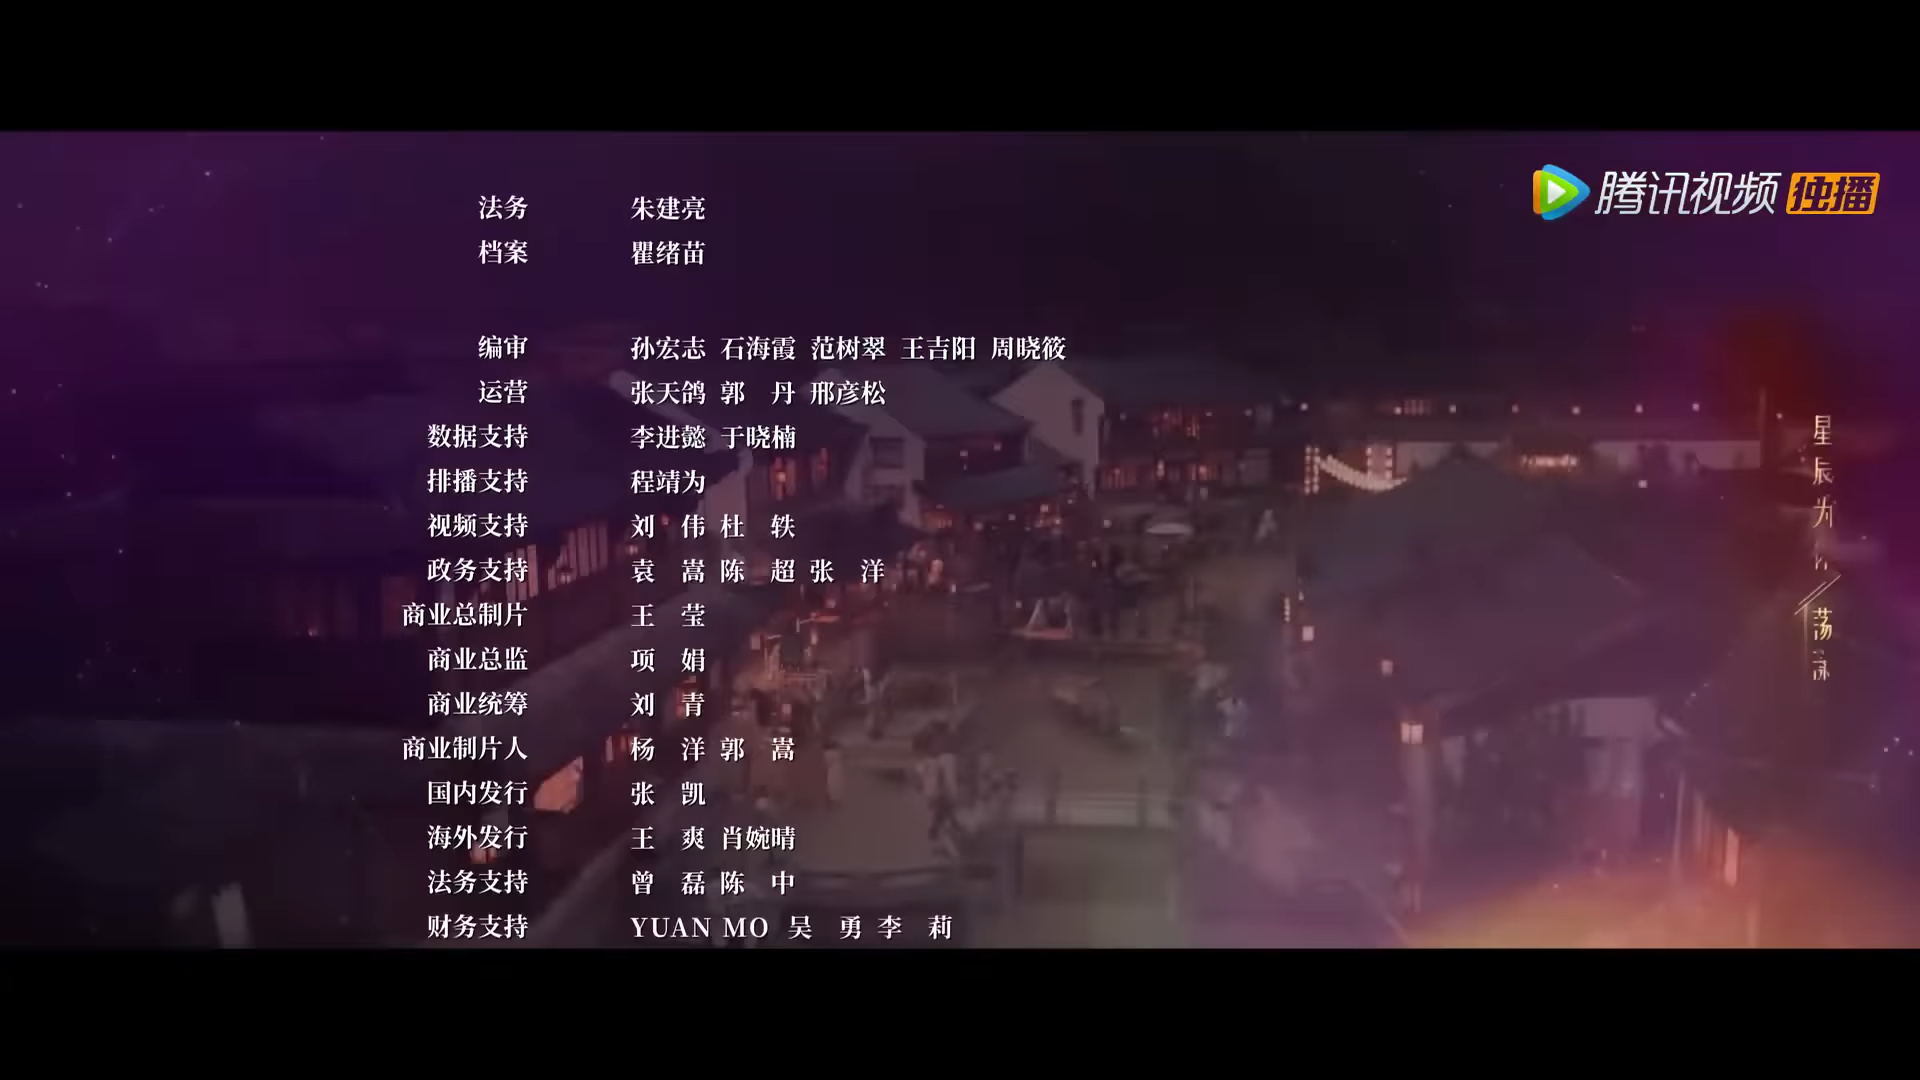 腾讯视频 独播
法务 朱建亮
档案 瞿绪苗
编审 孙宏志 石海霞 范树翠 王吉阳 周晓筱
运营 张天鸽 郭 丹 邢彦松
数据支持 李进懿 于晓楠
排播支持 程靖为
视频支持 刘 伟 杜 轶
政务支持 袁 嵩 陈 超 张 洋
商业总制片 王 莹
商业总监 项 娟
商业统筹 刘 青
商业制片人 杨 洋 郭 嵩
国内发行 张 凯
海外发行 王 爽 肖婉晴
法务支持 曾 磊 陈 中
财务支持 YUAN MO 吴 勇 李 莉
星辰为
荡